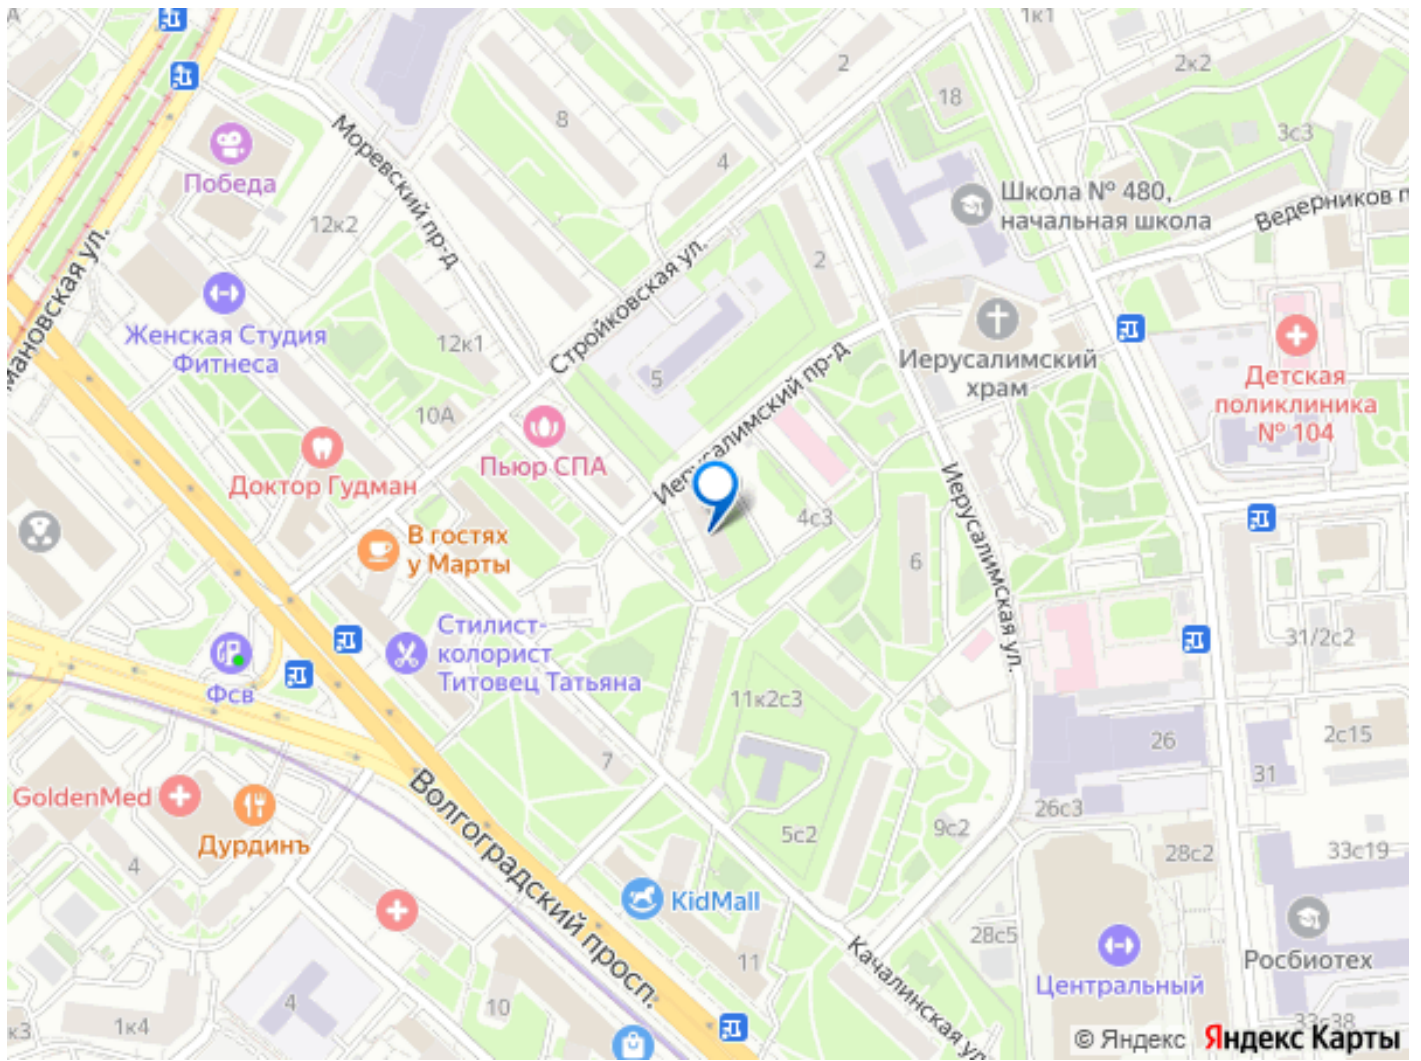 1к1
2
2к2
18
8
3с3
Моревский пр-д
4
Победа
Школа № 480,
начальная школа
Ведерников п
12к2
мановская ул.
Стройковская ул.
2
Женская Студия
Фитнеса
12к1
Иерусалимский
храм
5
Иерусалимский пр-д
Детская
поликлиника
№ 104
10А
Пьюр СПА
Доктор Гудман
4с3
Иерусалимская ул.
В гостях
у Марты
6
Стилист-
колорист
Титовец Татьяна
31/2с2
Фсв
11к2с3
26
2с15
7
31
GoldenMed
26с3
Дурдинъ
5с2
9с2
28с2
33с19
4
Волгоградский просп.
KidMall
28с5
Росбиотех
11
Качалинская ул.
Центральный
4
10
к3
1к4
33с38
© Яндекс Яндекс Карты